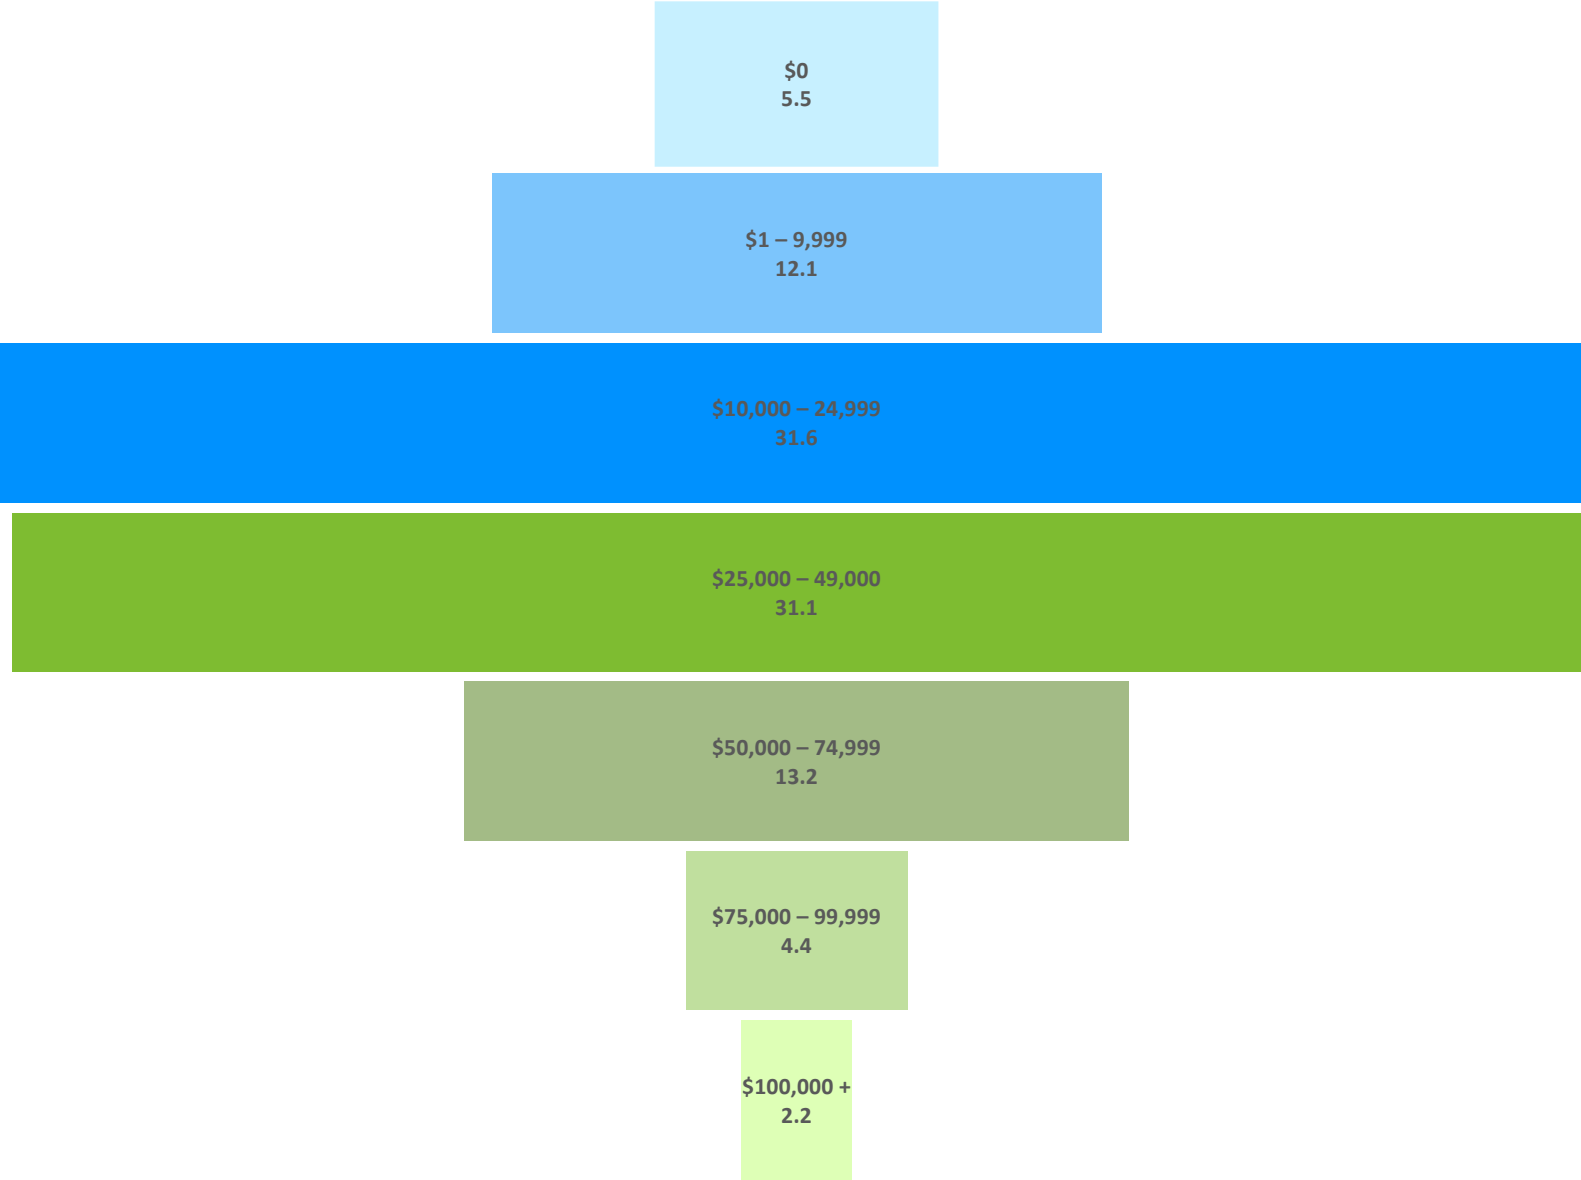 $0
5.5
$1 – 9,999
12.1
$10,000 – 24,999
31.6
$25,000 – 49,000
31.1
$50,000 – 74,999
13.2
$75,000 – 99,999
4.4
$100,000 +
2.2